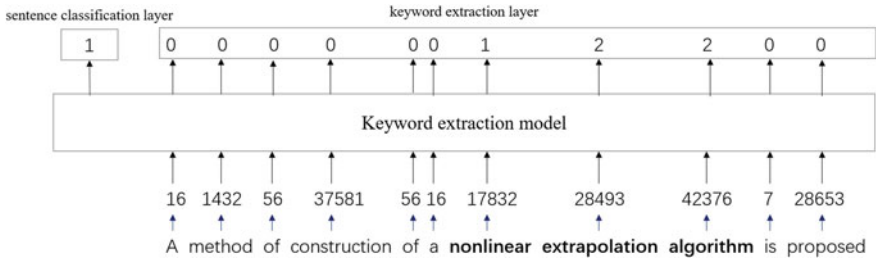 sentence classification layer
keyword extraction layer
1 0 0 0 0 0 0 1 2 2 0 0
Keyword extraction model
16 1432 56 37581 56 16 17832 28493 42376 7 28653
A method of construction of a nonlinear extrapolation algorithm is proposed